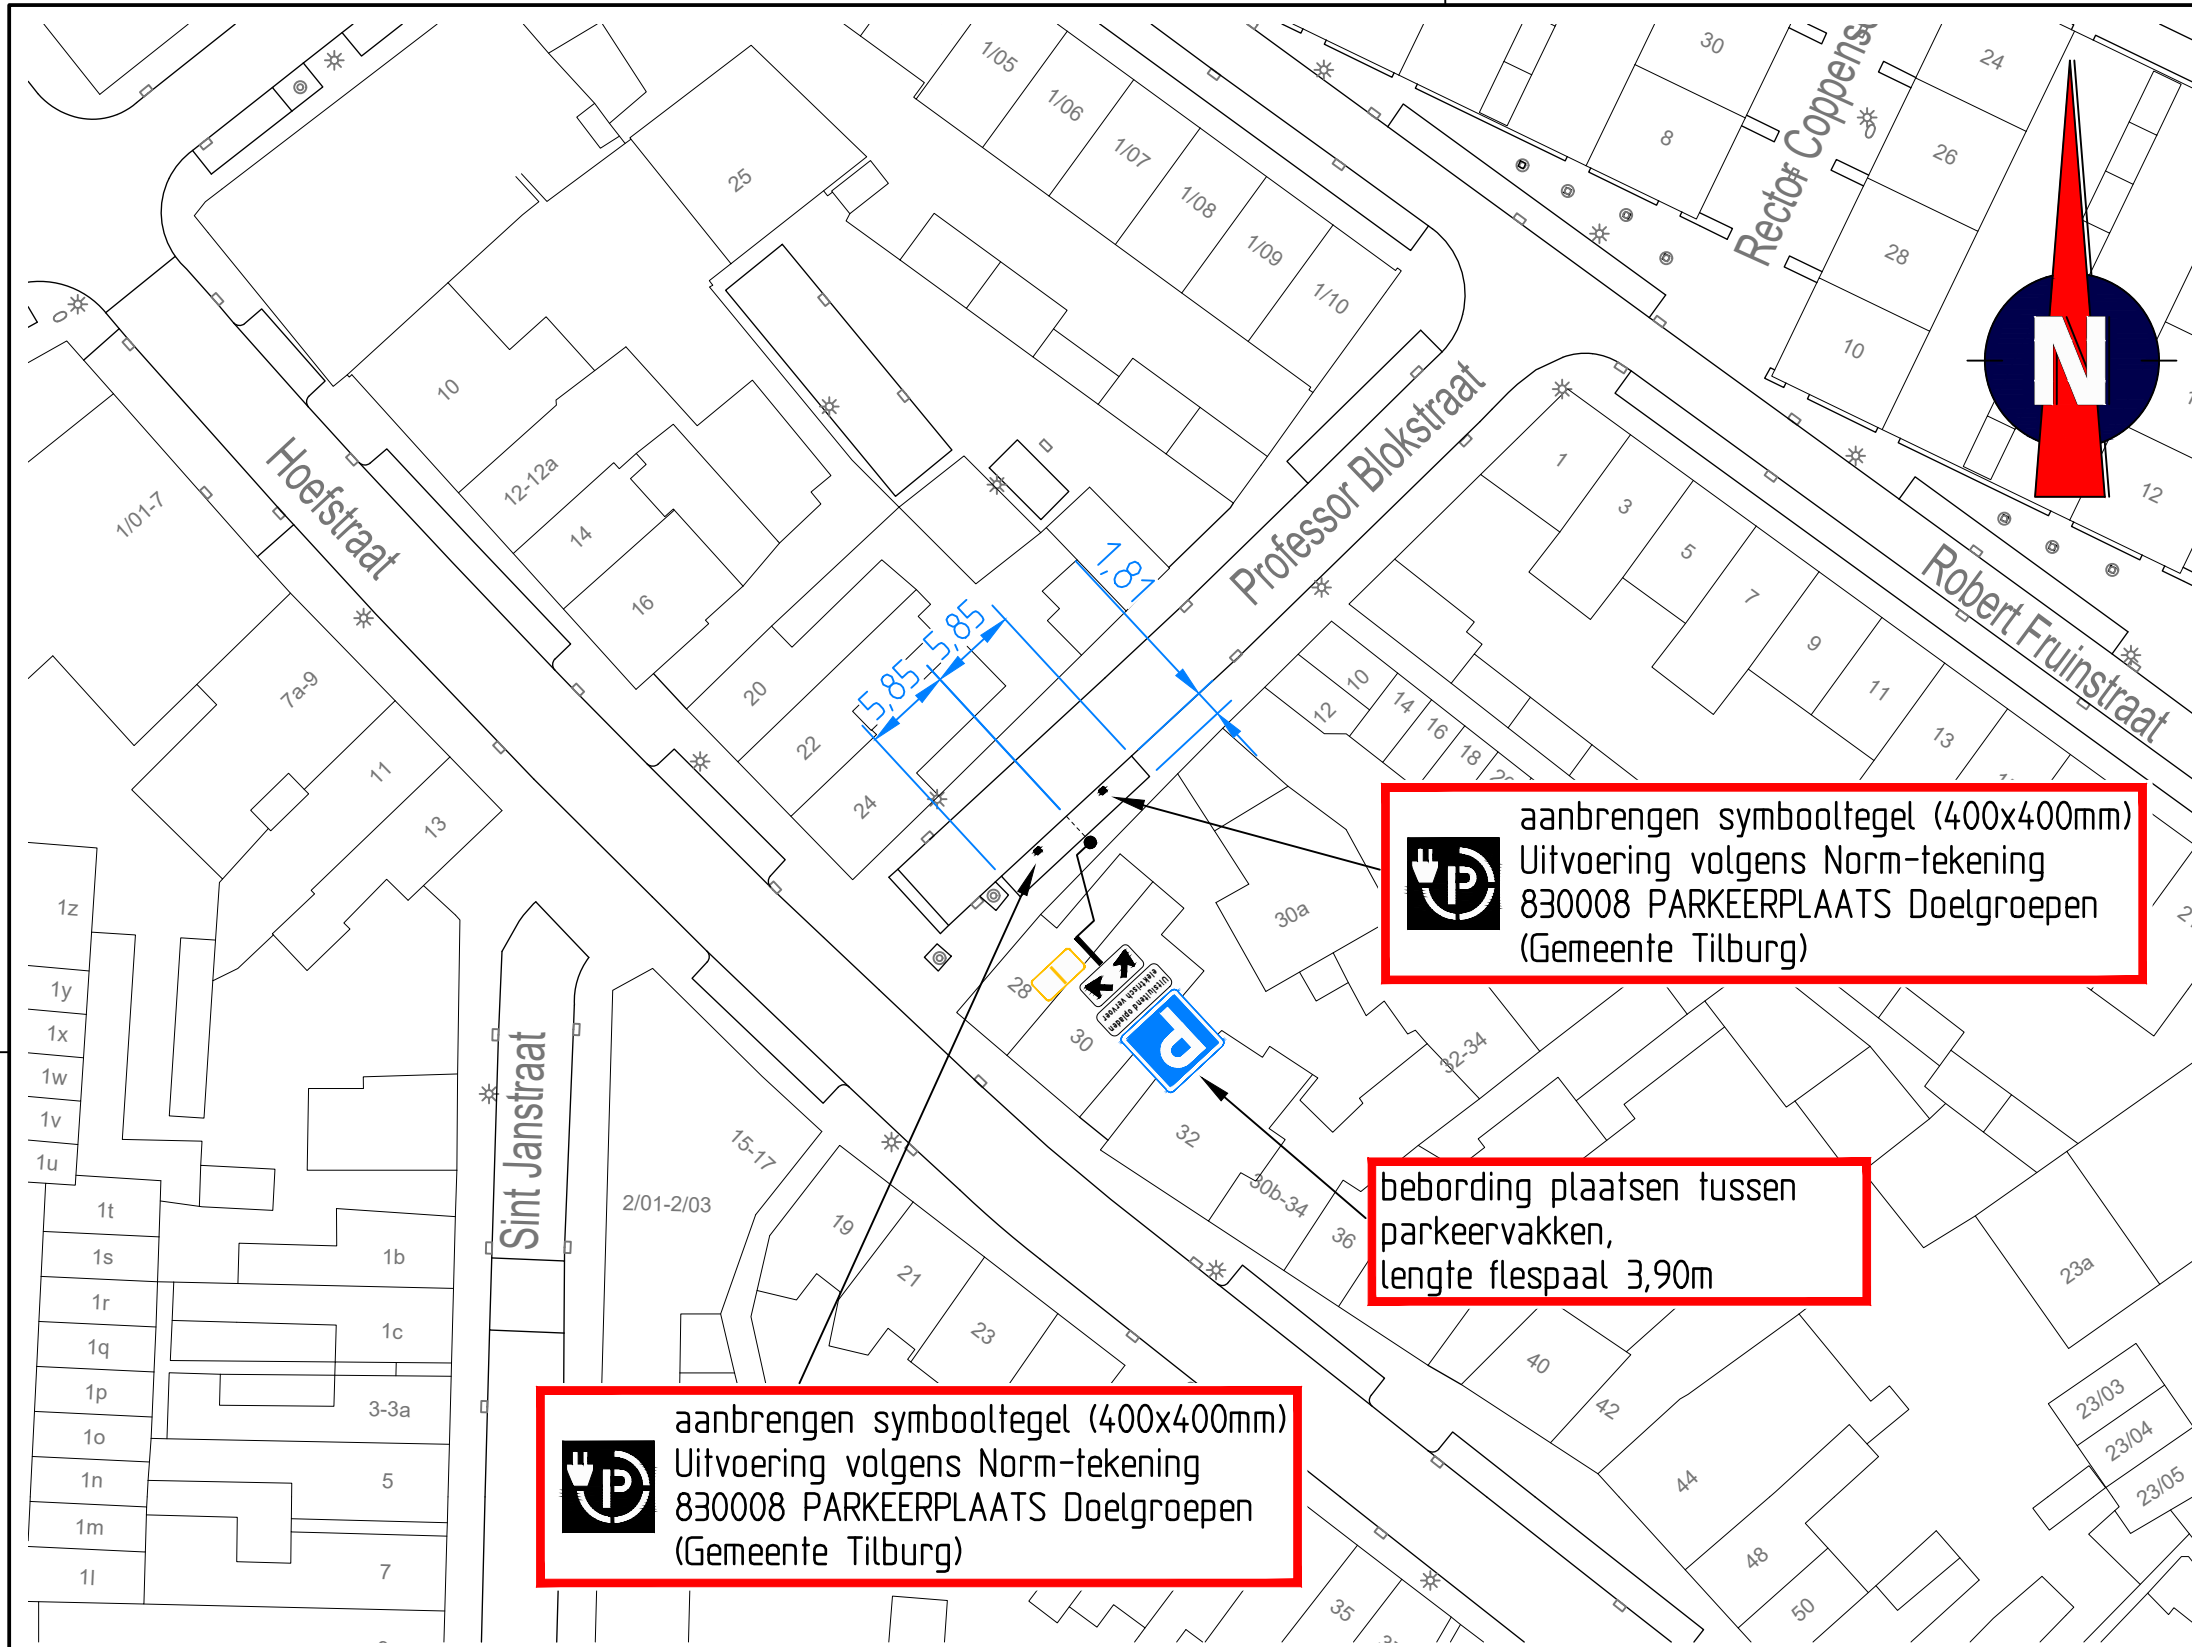 1/05
1/06
1/07
1/08
1/09
1/10
25
30
8
24
26
28
10
12
Rector Coppens
N
10
12-12a
14
16
20
22
24
Hoefstraat
1/01-7
7a-9
11
13
Professor Blokstraat
Robert Fruinstraat
1
3
5
7
9
11
13
10
12
14
16
18
1,81
5,85
5,85
aanbrengen symbooltegel (400x400mm)
Uitvoering volgens Norm-tekening
830008 PARKEERPLAATS Doelgroepen
(Gemeente Tilburg)
P
30a
28
30
32
32-34
30b-34
36
Uitsluitend opladen
elektrisch vervoer
P
bebording plaatsen tussen
parkeervakken,
lengte flespaal 3,90m
1z
1y
1x
1w
1v
1u
1t
1s
1r
1q
1p
1o
1n
1m
1l
1b
1c
3-3a
5
7
Sint Janstraat
2/01-2/03
15-17
19
21
23
aanbrengen symbooltegel (400x400mm)
Uitvoering volgens Norm-tekening
830008 PARKEERPLAATS Doelgroepen
(Gemeente Tilburg)
P
40
42
44
48
50
35
23a
23/03
23/04
23/05